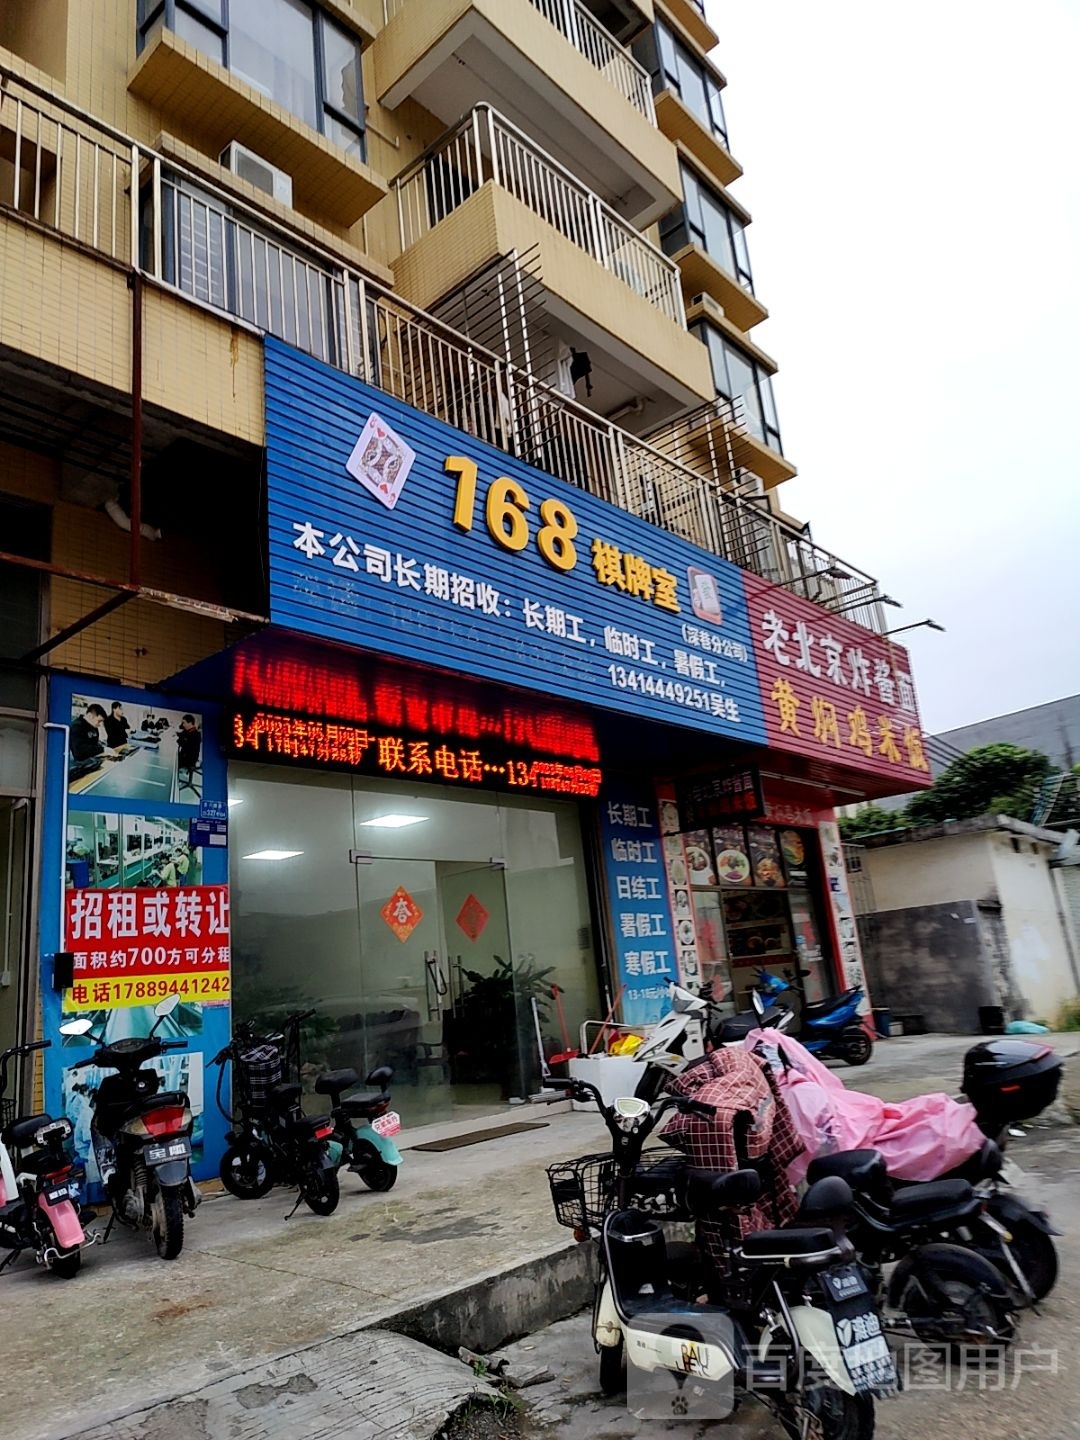 168 棋牌室
(深巷分公司)
本公司长期招收：长期工，临时工，暑假工，
13414449251吴生
老北京炸酱面
黄焖鸡米饭
联系电话…134
长期工
临时工
日结工
暑假工
寒假工
招租或转让
面积约700方可分租
电话17889441242
春
百度地图用户